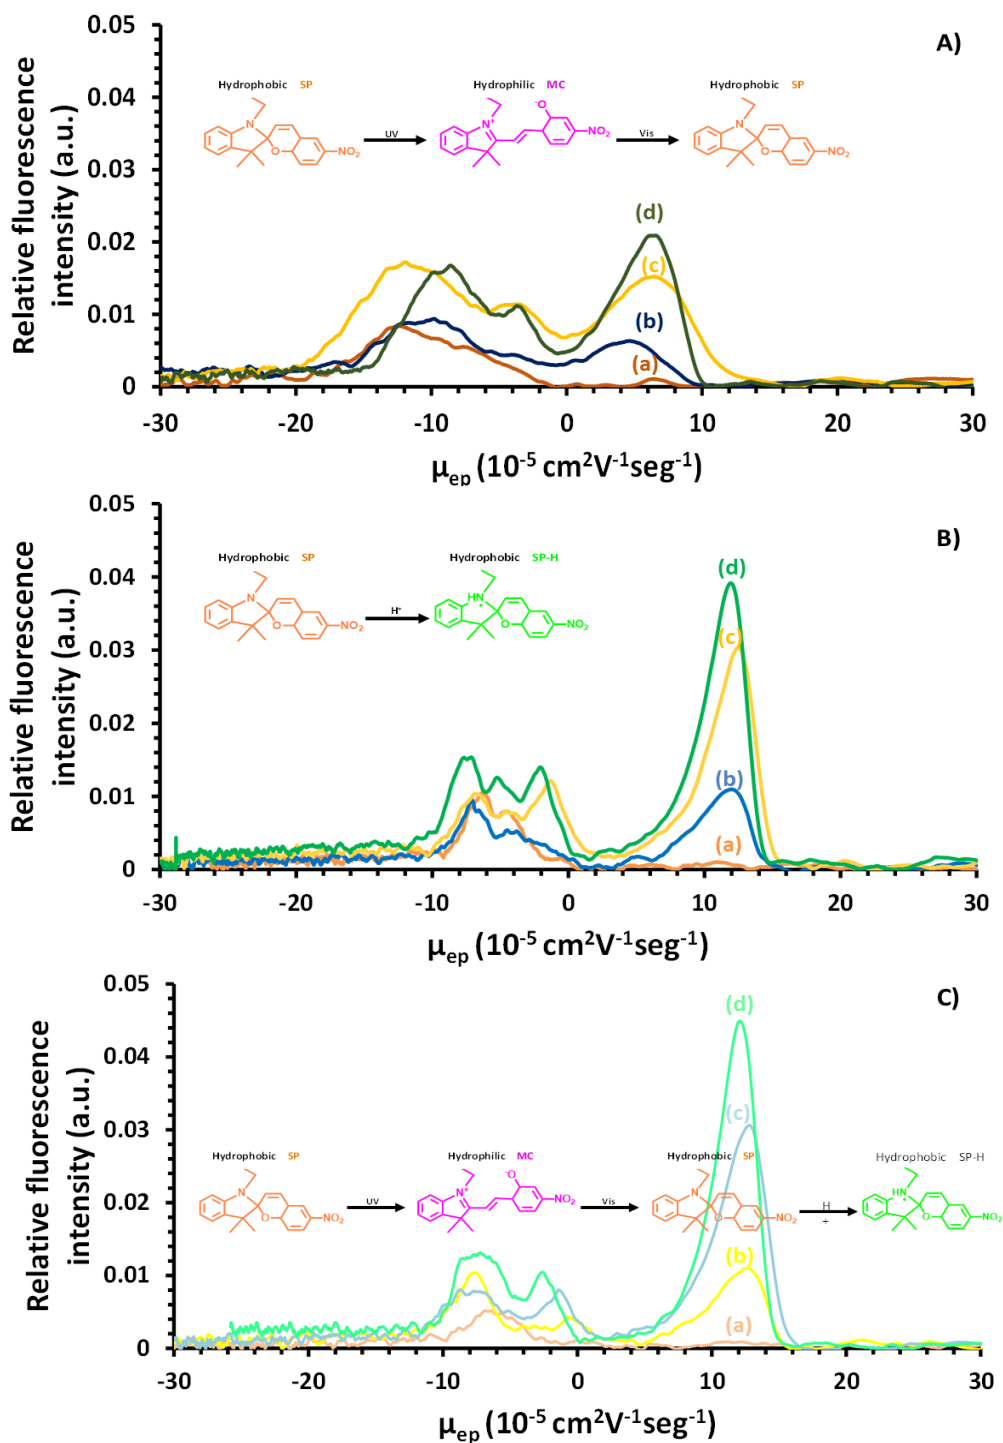 A)
0.05
0.04
0.03
0.02
0.01
0
Relative fluorescence
intensity (a.u.)
Hydrophobic SP
N
O
NO₂
UV
Hydrophilic MC
⁻O
N⁺
NO₂
Vis
Hydrophobic SP
N
O
NO₂
(d)
(c)
(b)
(a)
-30 -20 -10 0 10 20 30
μep (10⁻⁵ cm²V⁻¹seg⁻¹)
B)
0.05
0.04
0.03
0.02
0.01
0
Relative fluorescence
intensity (a.u.)
Hydrophobic SP
N
O
NO₂
H⁺
Hydrophobic SP-H
HN
O
NO₂
(d)
(c)
(b)
(a)
-30 -20 -10 0 10 20 30
μep (10⁻⁵ cm²V⁻¹seg⁻¹)
C)
0.05
0.04
0.03
0.02
0.01
0
Relative fluorescence
intensity (a.u.)
Hydrophobic SP
N
O
NO₂
UV
Hydrophilic MC
⁻O
N⁺
NO₂
Vis
Hydrophobic SP
N
O
NO₂
H
+
Hydrophobic SP-H
HN
O
NO₂
(d)
(c)
(b)
(a)
-30 -20 -10 0 10 20 30
μep (10⁻⁵ cm²V⁻¹seg⁻¹)